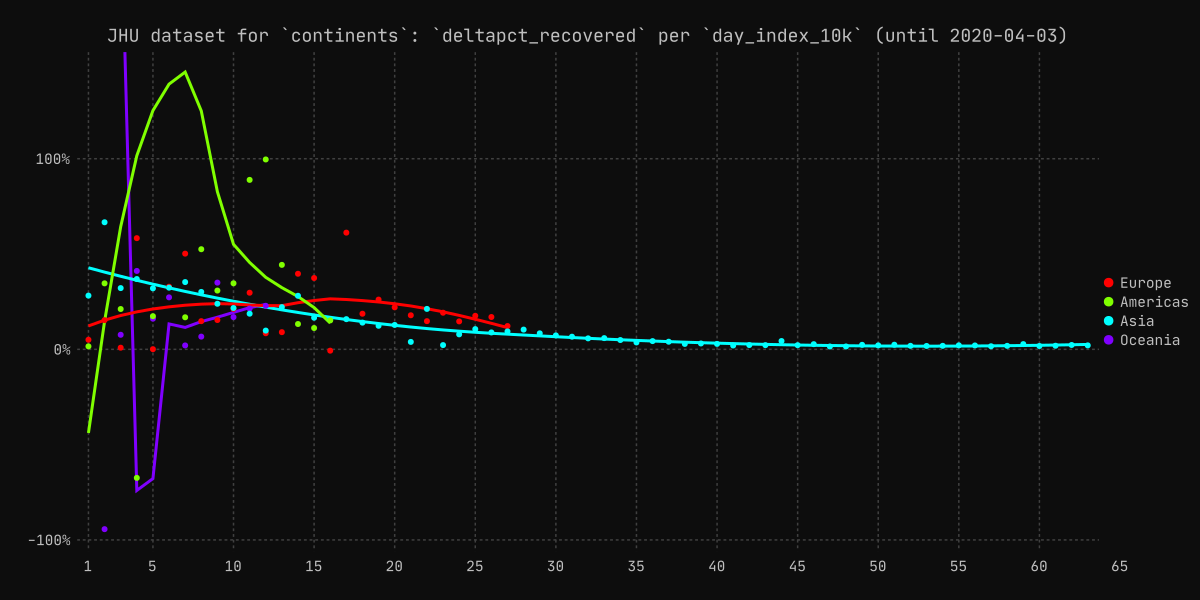 JHU dataset for `continents`: `deltapct_recovered` per `day_index_10k` (until 2020-04-03)
100%
0%
-100%
Europe
Americas
Asia
Oceania
1 5 10 15 20 25 30 35 40 45 50 55 60 65